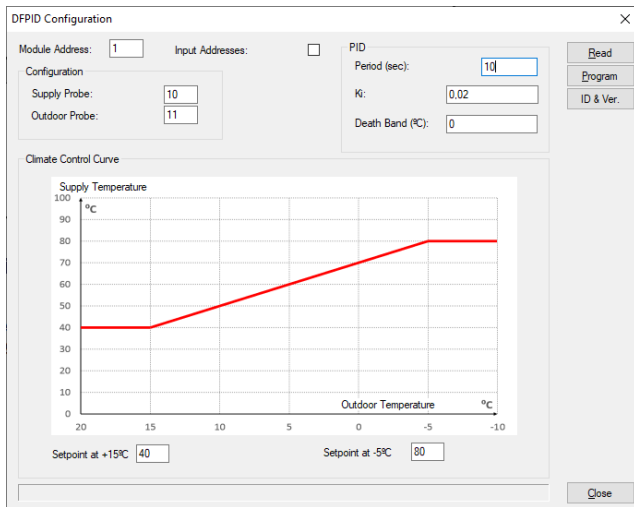 DFPID Configuration
Module Address: 1 Input Addresses:
Configuration
Supply Probe: 10
Outdoor Probe: 11
PID
Period (sec): 10
Ki: 0,02
Death Band (ºC): 0
Read
Program
ID & Ver.
Climate Control Curve
Supply Temperature
ºC
100
90
80
70
60
50
40
30
20
10
0
Outdoor Temperature ºC
20 15 10 5 0 -5 -10
Setpoint at +15ºC 40 Setpoint at -5ºC 80
Close